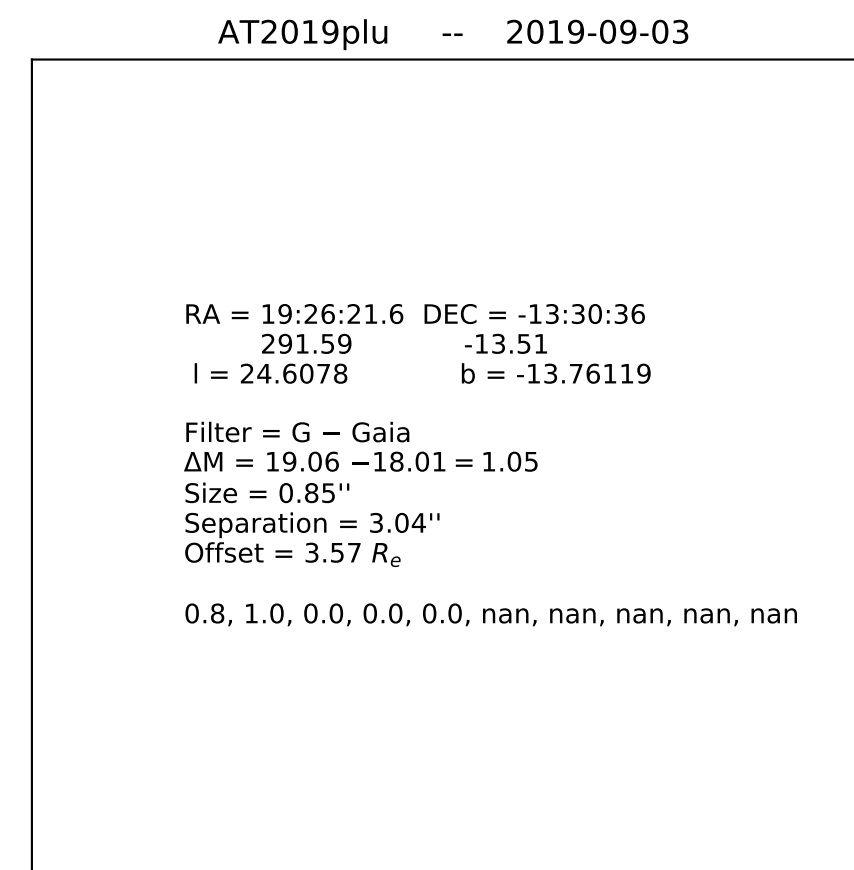 AT2019plu -- 2019-09-03
RA = 19:26:21.6 DEC = -13:30:36
291.59 -13.51
l = 24.6078 b = -13.76119
Filter = G − Gaia
ΔM = 19.06 −18.01 = 1.05
Size = 0.85''
Separation = 3.04''
Offset = 3.57 Rₑ
0.8, 1.0, 0.0, 0.0, 0.0, nan, nan, nan, nan, nan